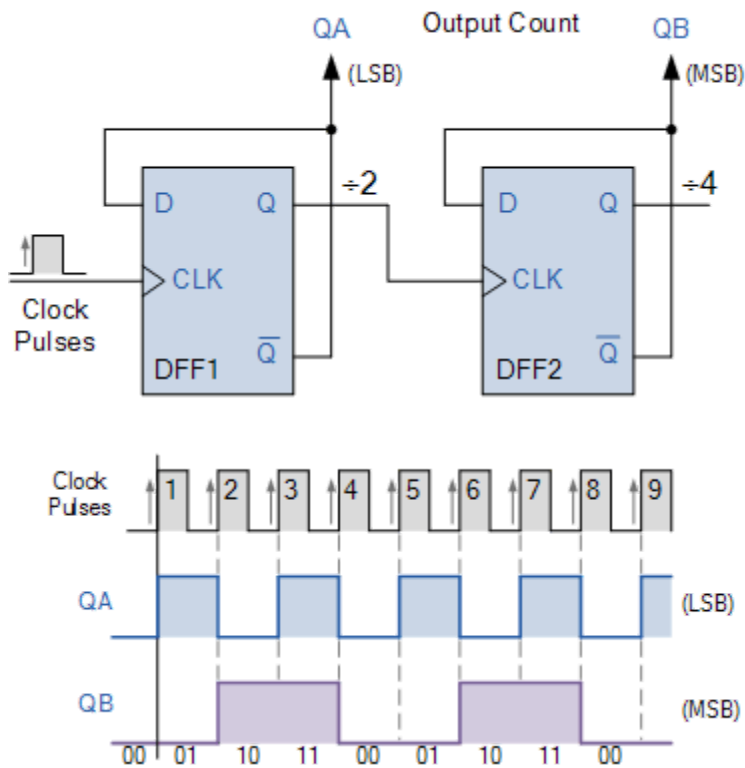 QA Output Count QB
(LSB) (MSB)
÷2 ÷4
D Q D Q
CLK CLK
Clock
Pulses
Q̅ Q̅
DFF1 DFF2
Clock
Pulses
1 2 3 4 5 6 7 8 9
QA (LSB)
QB (MSB)
00 01 10 11 00 01 10 11 00